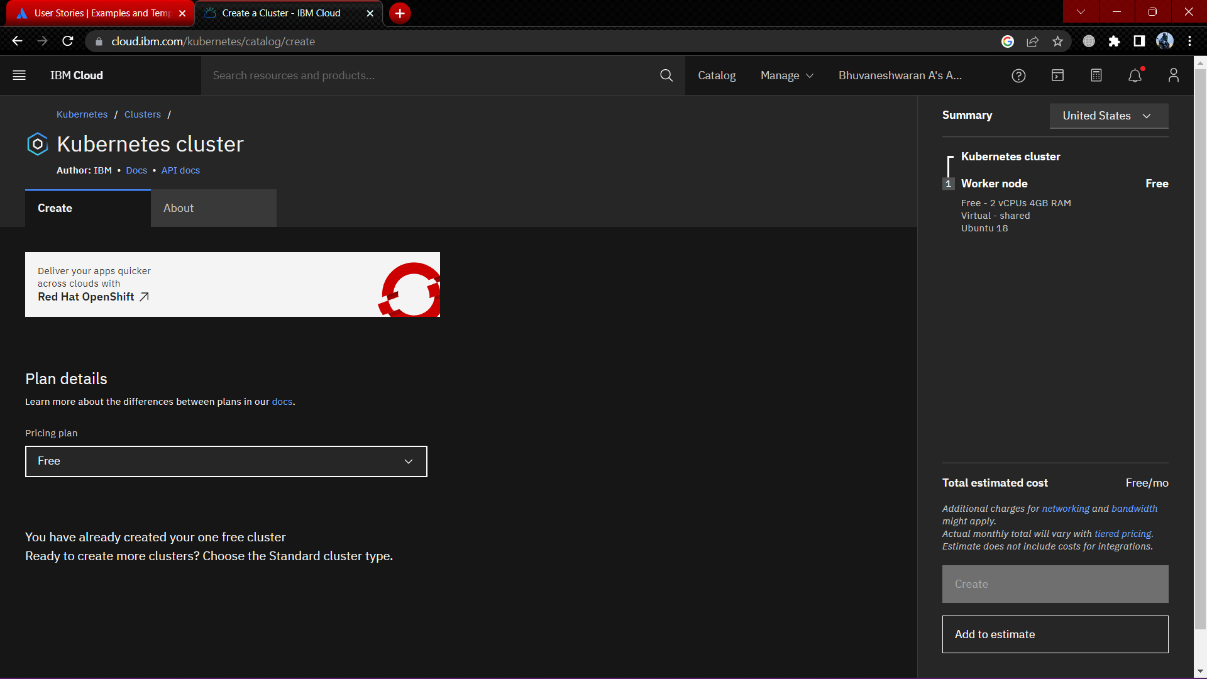 User Stories | Examples and Temp
Create a Cluster - IBM Cloud
cloud.ibm.com/kubernetes/catalog/create
IBM Cloud
Search resources and products...
Catalog
Manage
Bhuvaneshwaran A's A...
Kubernetes / Clusters /
Kubernetes cluster
Author: IBM • Docs • API docs
Create
About
Deliver your apps quicker
across clouds with
Red Hat OpenShift
Plan details
Learn more about the differences between plans in our docs.
Pricing plan
Free
You have already created your one free cluster
Ready to create more clusters? Choose the Standard cluster type.
Summary
United States
Kubernetes cluster
1 Worker node Free
Free - 2 vCPUs 4GB RAM
Virtual - shared
Ubuntu 18
Total estimated cost Free/mo
Additional charges for networking and bandwidth
might apply.
Actual monthly total will vary with tiered pricing.
Estimate does not include costs for integrations.
Create
Add to estimate